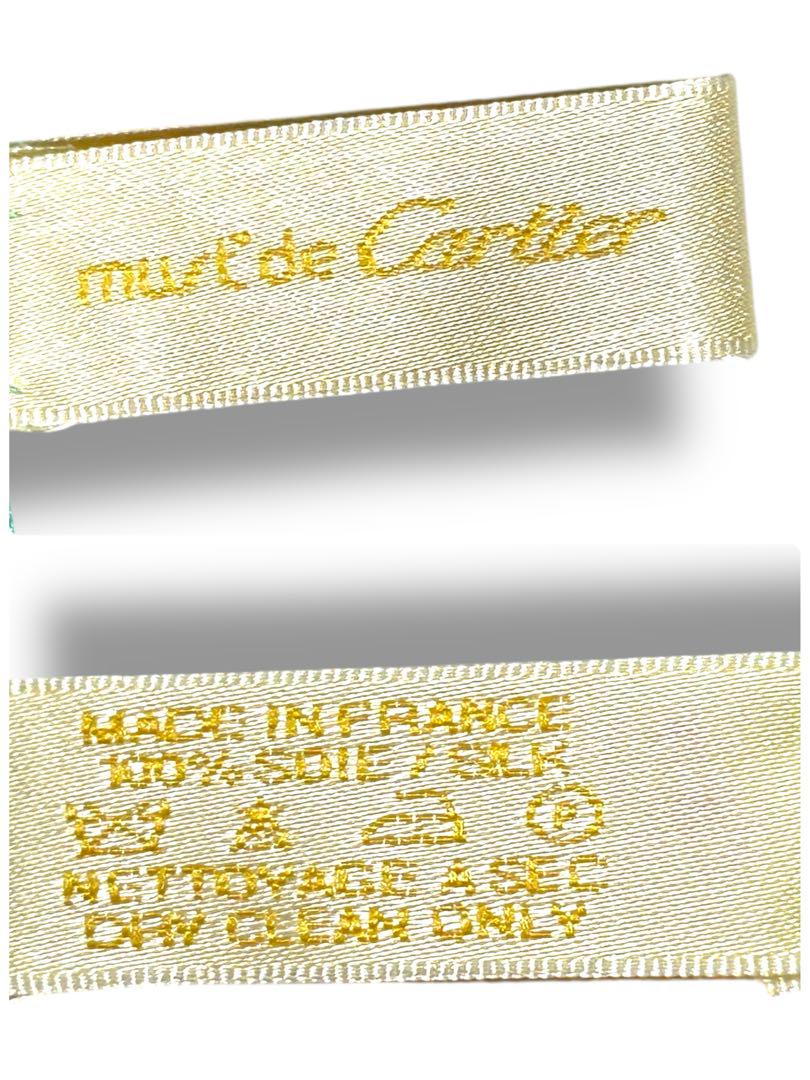 must de Cartier
MADE IN FRANCE
100% SOIE / SILK
P
NETTOYAGE A SEC
DRY CLEAN ONLY